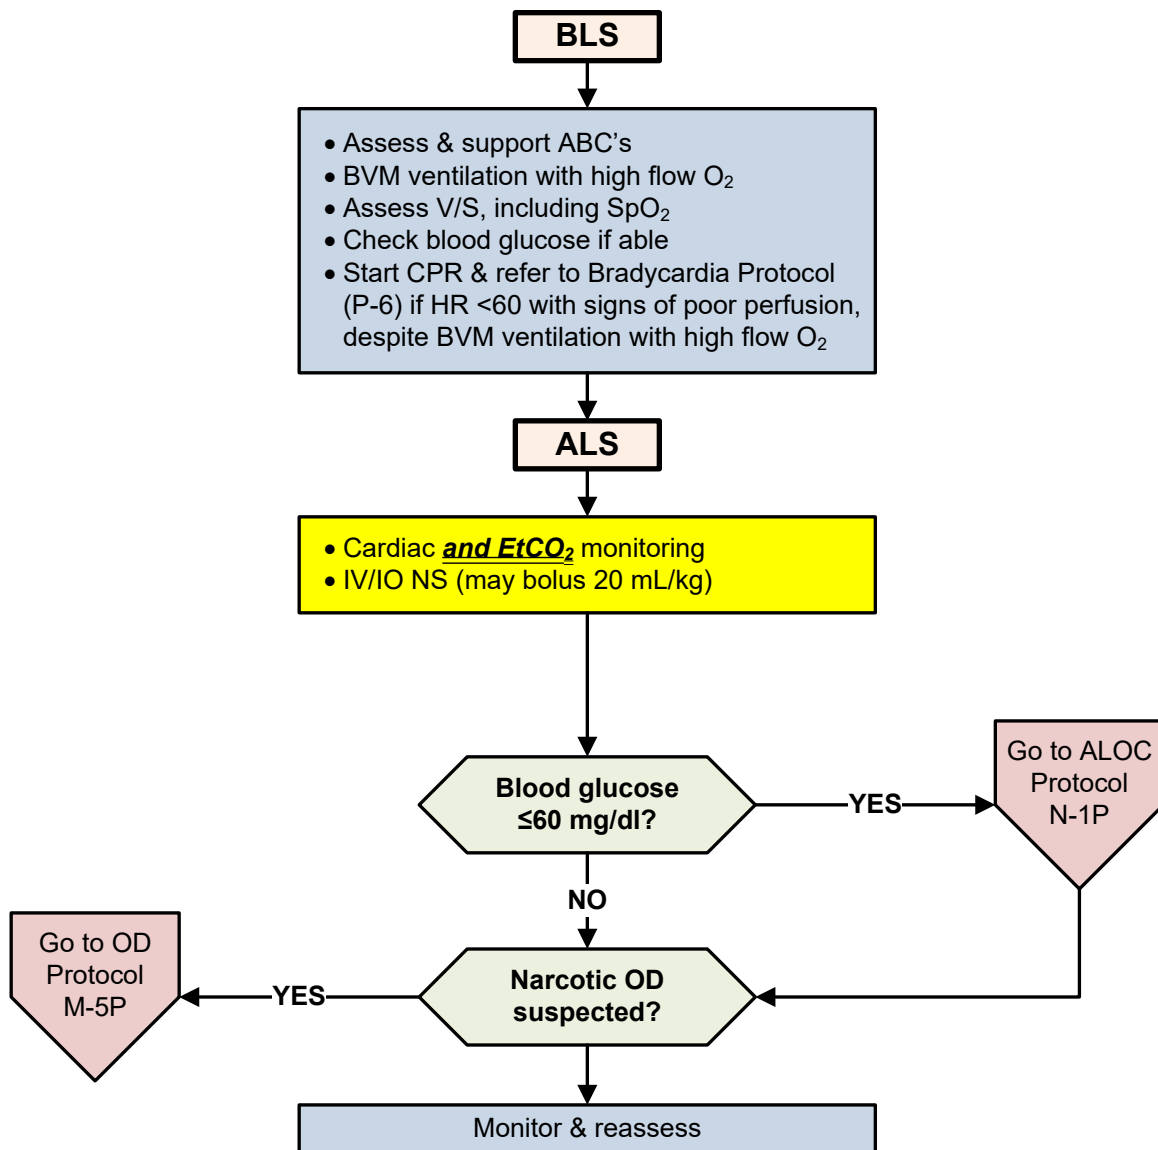 BLS
• Assess & support ABC’s
• BVM ventilation with high flow O₂
• Assess V/S, including SpO₂
• Check blood glucose if able
• Start CPR & refer to Bradycardia Protocol
(P-6) if HR <60 with signs of poor perfusion,
despite BVM ventilation with high flow O₂
ALS
• Cardiac and EtCO₂ monitoring
• IV/IO NS (may bolus 20 mL/kg)
Blood glucose
≤60 mg/dl?
YES
Go to ALOC
Protocol
N-1P
NO
Narcotic OD
suspected?
YES
Go to OD
Protocol
M-5P
Monitor & reassess